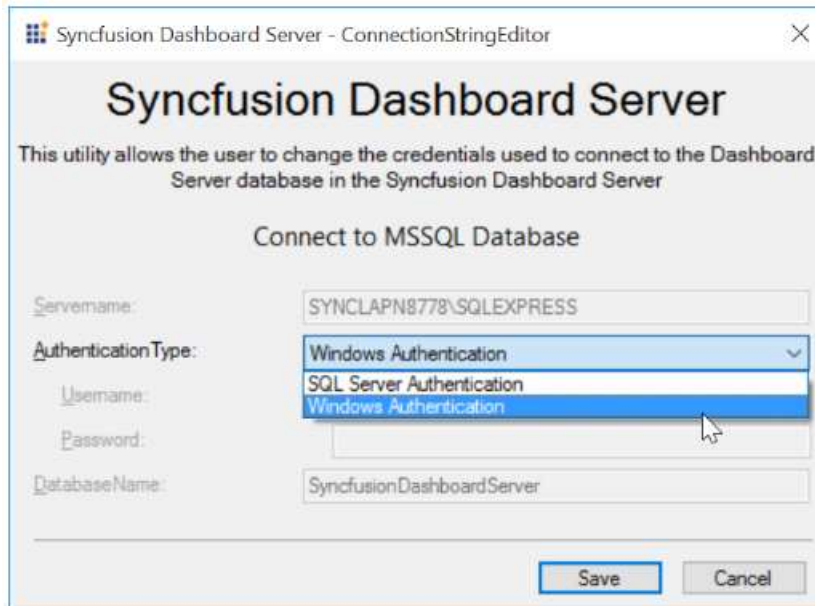 Syncfusion Dashboard Server - ConnectionStringEditor
Syncfusion Dashboard Server
This utility allows the user to change the credentials used to connect to the Dashboard
Server database in the Syncfusion Dashboard Server
Connect to MSSQL Database
Servername: SYNCLAPN8778\SQLEXPRESS
AuthenticationType: Windows Authentication
SQL Server Authentication
Username:
Windows Authentication
Password:
DatabaseName: SyncfusionDashboardServer
Save Cancel